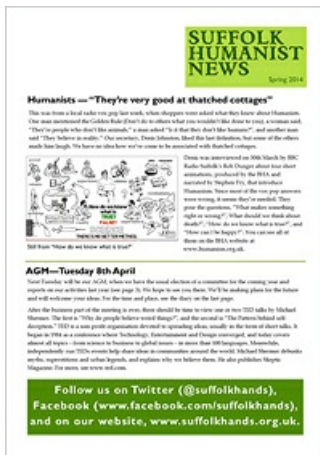 SUFFOLK
HUMANIST
NEWS
Spring 2014
Humanists — "They're very good at thatched cottages"
This was from a local radio vox pop last week, when shoppers were asked what they knew about Humanists.
One man mentioned the Golden Rule (Don't do to others what you wouldn't like done to you); a woman said,
"They're people who don't like animals," a man asked "Is it that they don't like humans?", and another man
said "They believe in reality." Our secretary, Denis Johnston, liked this last definition, but some of the others
made him laugh. We have no idea how we've come to be associated with thatched cottages.
Denis was interviewed on 30th March by BBC
Radio Suffolk's Rob Dunger about four short
animations, produced by the BHA and
narrated by Stephen Fry, that introduce
Humanism. Since most of the vox pop answers
were wrong, it seems they're needed. They
pose the questions, "What makes something
right or wrong?", What should we think about
death?", "How do we know what is true?", and
"How can I be happy?". You can see all of
them on the BHA website at
www.humanism.org.uk.
How do we know
what is
TRUE?
Still from "How do we know what is true?"
AGM—Tuesday 8th April
Next Tuesday will be our AGM, when we have the usual election of a committee for the coming year and
reports on our activities last year (see page 3). We hope to see you there. We'll be making plans for the future
and will welcome your ideas. For the time and place, see the diary on the last page.
After the business part of the meeting is over, there should be time to view one or two TED talks by Michael
Shermer. The first is "Why do people believe weird things?", and the second is "The Pattern behind self-
deception." TED is a non-profit organisation devoted to spreading ideas, usually in the form of short talks. It
began in 1984 as a conference where Technology, Entertainment and Design converged, and today covers
almost all topics - from science to business to global issues - in more than 100 languages. Meanwhile,
independently run TEDx events help share ideas in communities around the world. Michael Shermer debunks
myths, superstitions and urban legends, and explains why we believe them. He also publishes Skeptic
Magazine. For more, see www.ted.com.
Follow us on Twitter (@suffolkhands),
Facebook (www.facebook.com/suffolkhands),
and on our website, www.suffolkhands.org.uk.